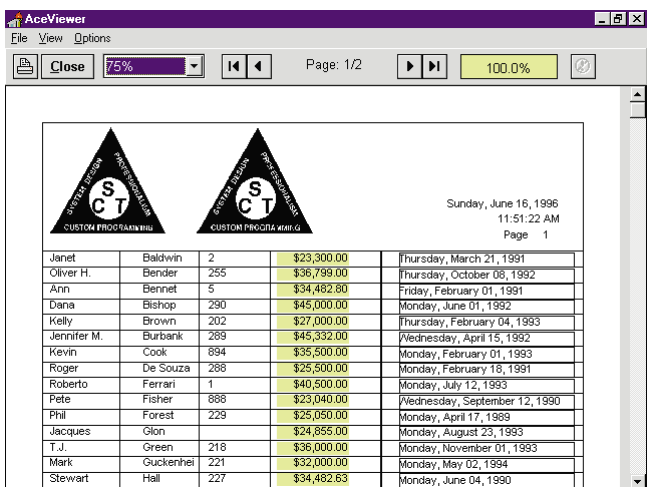 AceViewer
File View Options
Close 75% Page: 1/2 100.0%
SYSTEM DESIGN PROFESSIONALISM SCT CUSTOM PROGRAMMING
SYSTEM DESIGN PROFESSIONALISM SCT CUSTOM PROGRAMMING
Sunday, June 16, 1996
11:51:22 AM
Page 1
Janet Baldwin 2 $23,300.00 Thursday, March 21, 1991
Oliver H. Bender 255 $36,799.00 Thursday, October 08, 1992
Ann Bennet 5 $34,482.80 Friday, February 01, 1991
Dana Bishop 290 $45,000.00 Monday, June 01, 1992
Kelly Brown 202 $27,000.00 Thursday, February 04, 1993
Jennifer M. Burbank 289 $45,332.00 Wednesday, April 15, 1992
Kevin Cook 894 $35,500.00 Monday, February 01, 1993
Roger De Souza 288 $25,500.00 Monday, February 18, 1991
Roberto Ferrari 1 $40,500.00 Monday, July 12, 1993
Pete Fisher 888 $23,040.00 Wednesday, September 12, 1990
Phil Forest 229 $25,050.00 Monday, April 17, 1989
Jacques Glon $24,855.00 Monday, August 23, 1993
T.J. Green 218 $36,000.00 Monday, November 01, 1993
Mark Guckenhei 221 $32,000.00 Monday, May 02, 1994
Stewart Hall 227 $34,482.63 Monday, June 04, 1990